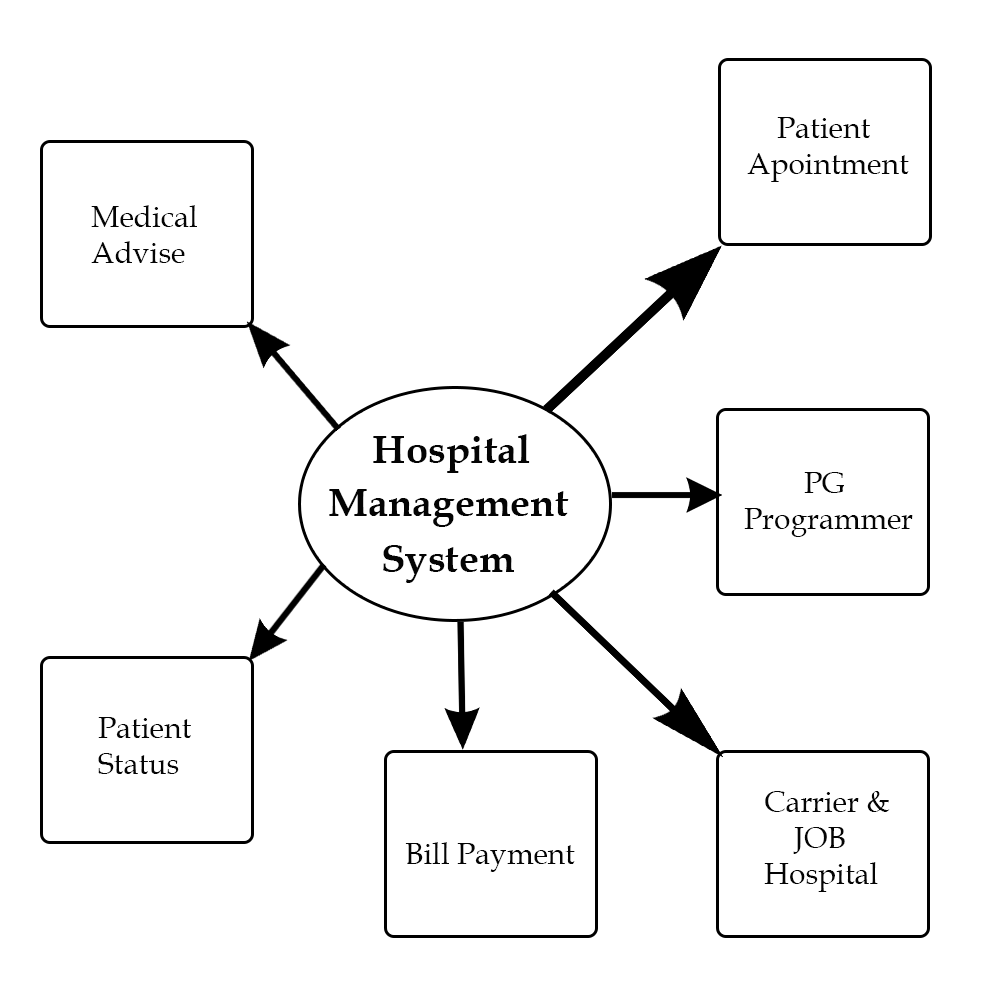 Patient
Apointment
Medical
Advise
Hospital
Management
System
PG
Programmer
Patient
Status
Bill Payment
Carrier &
JOB
Hospital